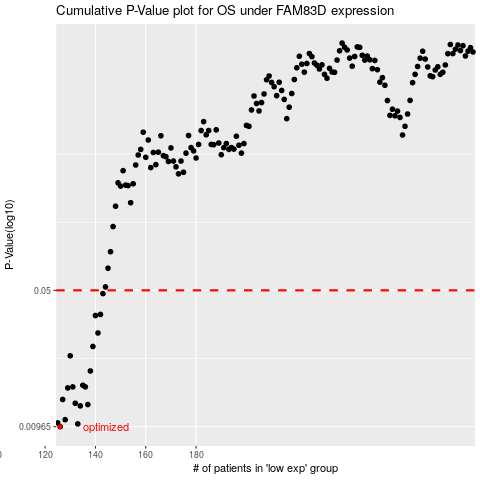 Cumulative P-Value plot for OS under FAM83D expression
P-Value(log10)
0.05
0.00965
optimized
0
120
140
160
180
# of patients in 'low exp' group